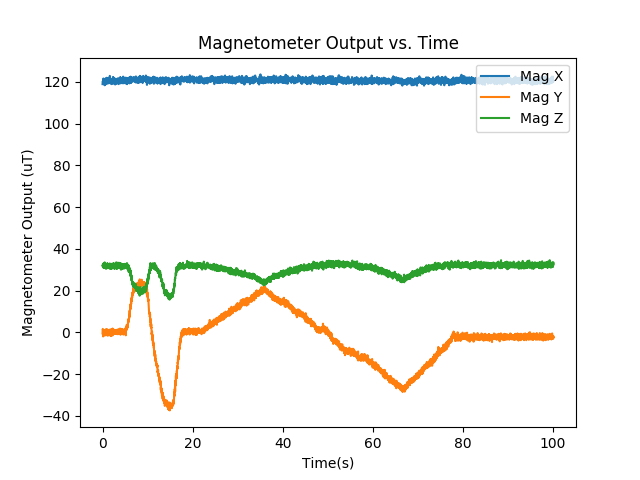 Magnetometer Output vs. Time
Mag X
Mag Y
Mag Z
Magnetometer Output (uT)
120
100
80
60
40
20
0
−20
−40
0 20 40 60 80 100
Time(s)